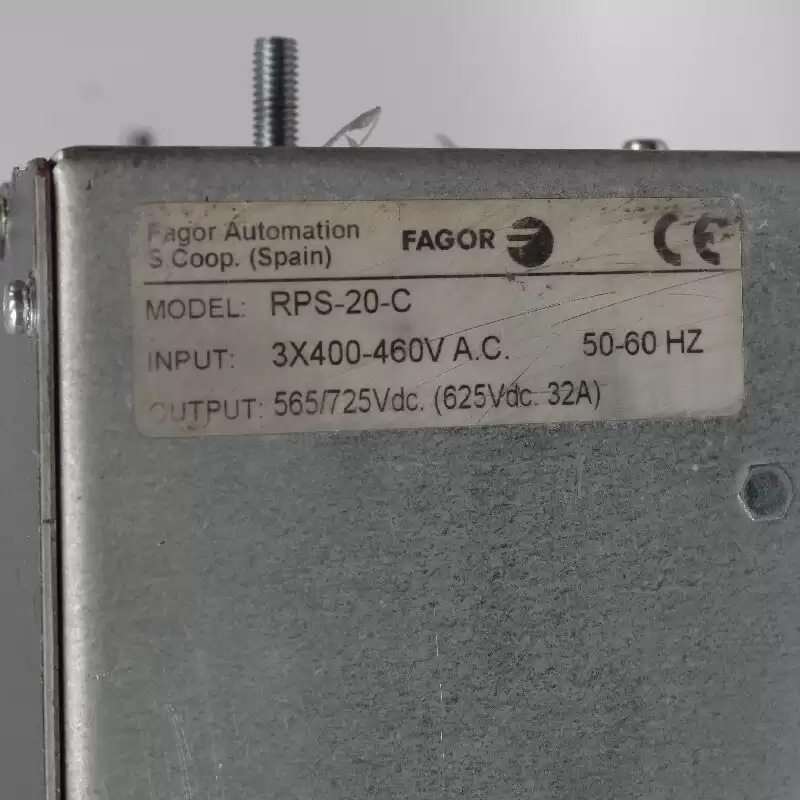 Fagor Automation
S.Coop. (Spain)
FAGOR
CE
MODEL: RPS-20-C
INPUT: 3X400-460V A.C. 50-60 HZ
OUTPUT: 565/725Vdc. (625Vdc. 32A)